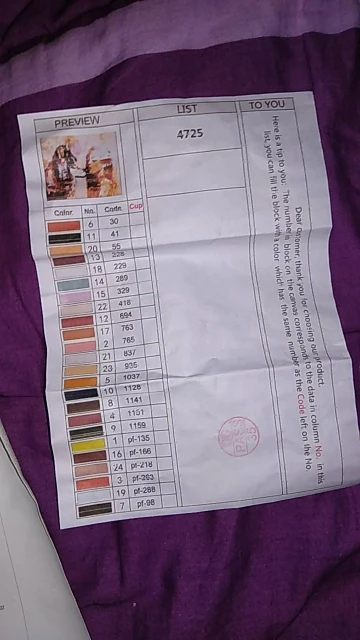 PREVIEW
LIST
TO YOU
4725
Dear Customer, thank you for choosing our product.
Here is a tip to you: The number is block on the canvas correspond to the data in column No. in this
list, you can fill the block with a color which has the same number as the Code left on the No.
Color. No. Code Cup
6 30
11 41
20 55
13 228
18 229
14 289
15 329
22 418
12 694
17 763
2 765
21 837
23 935
5 1037
10 1128
8 1141
4 1151
9 1159
1 pf-135
16 pf-166
24 pf-218
3 pf-293
19 pf-288
7 pf-98